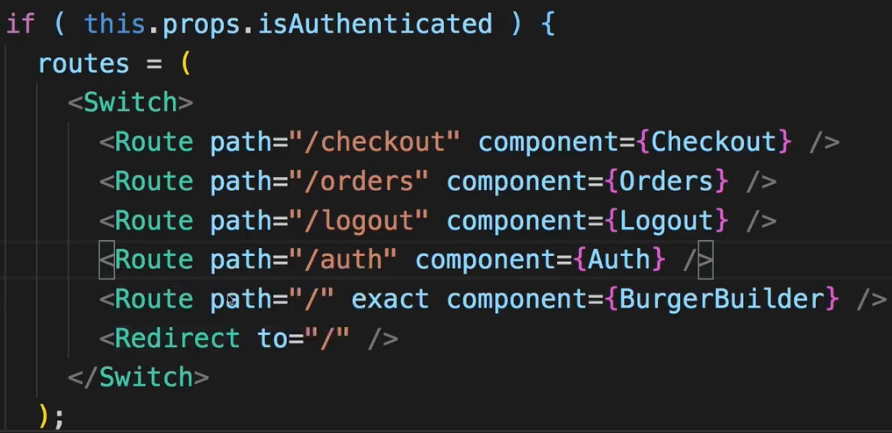 if ( this.props.isAuthenticated ) {
routes = (
<Switch>
<Route path="/checkout" component={Checkout} />
<Route path="/orders" component={Orders} />
<Route path="/logout" component={Logout} />
<Route path="/auth" component={Auth} />
<Route path="/" exact component={BurgerBuilder} />
<Redirect to="/" />
</Switch>
);